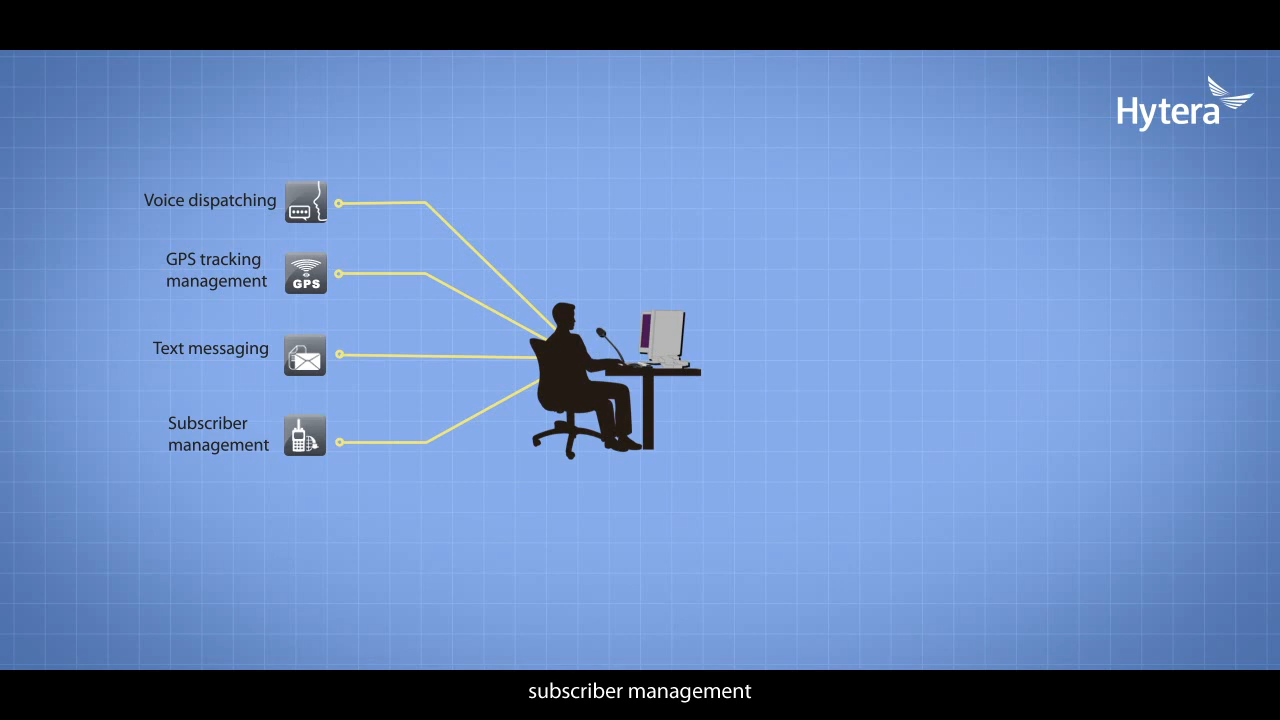 Hytera
Voice dispatching
GPS tracking
management
GPS
Text messaging
Subscriber
management
subscriber management